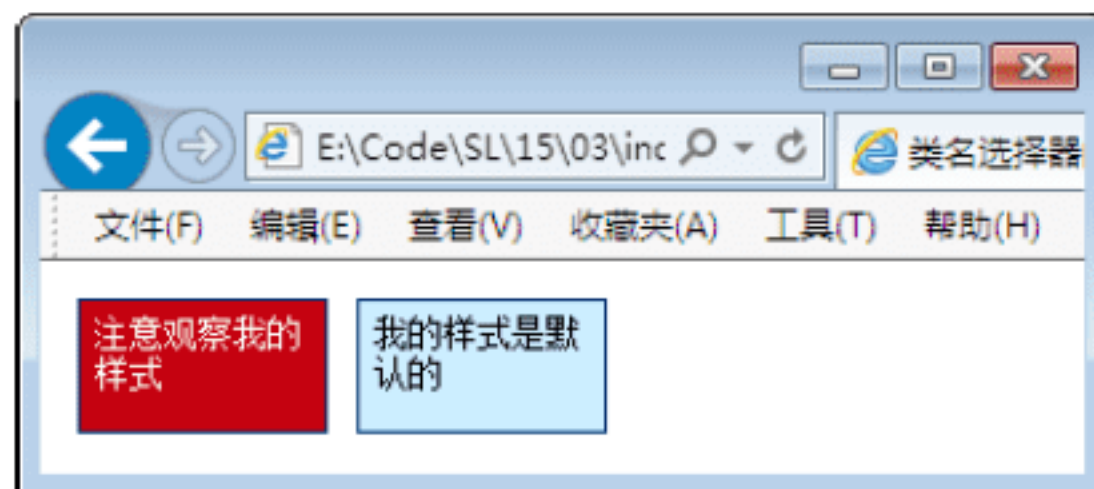 E:\Code\SL\15\03\inc
类名选择器
文件(F) 编辑(E) 查看(V) 收藏夹(A) 工具(T) 帮助(H)
注意观察我的
样式
我的样式是默
认的